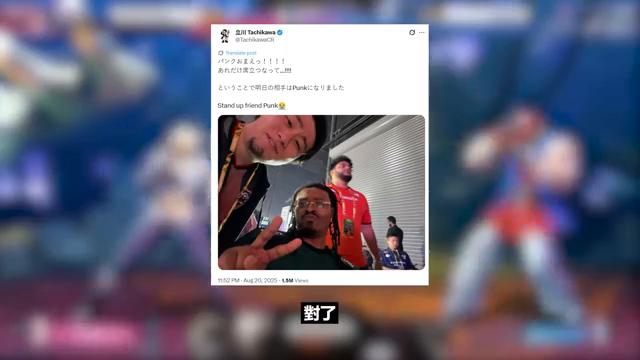 立川 Tachikawa
@TachikawaCR
Translate post
パンクおまえっ！！！！
あれだけ席立つなって...!!!!
ということで明日の相手はPunkになりました
Stand up friend Punk😭
11:52 PM · Aug 20, 2025 · 1.5M Views
對了